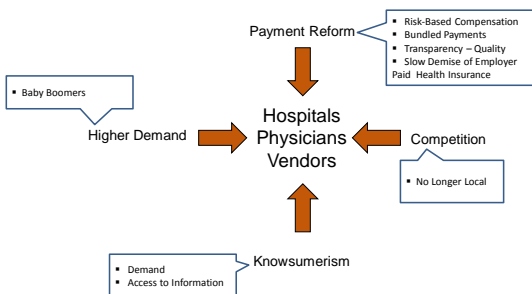 Payment Reform
▪ Risk-Based Compensation
▪ Bundled Payments
▪ Transparency – Quality
▪ Slow Demise of Employer
Paid Health Insurance
▪ Baby Boomers
Higher Demand
Hospitals
Physicians
Vendors
Competition
▪ No Longer Local
Knowsumerism
▪ Demand
▪ Access to Information